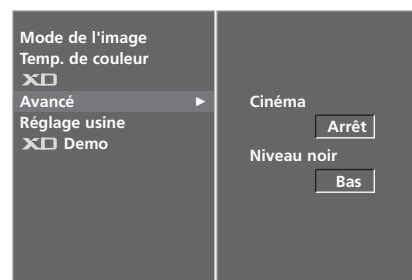 Mode de l'image
Temp. de couleur
XD
Avancé ►
Réglage usine
XD Demo
Cinéma
Arrêt
Niveau noir
Bas